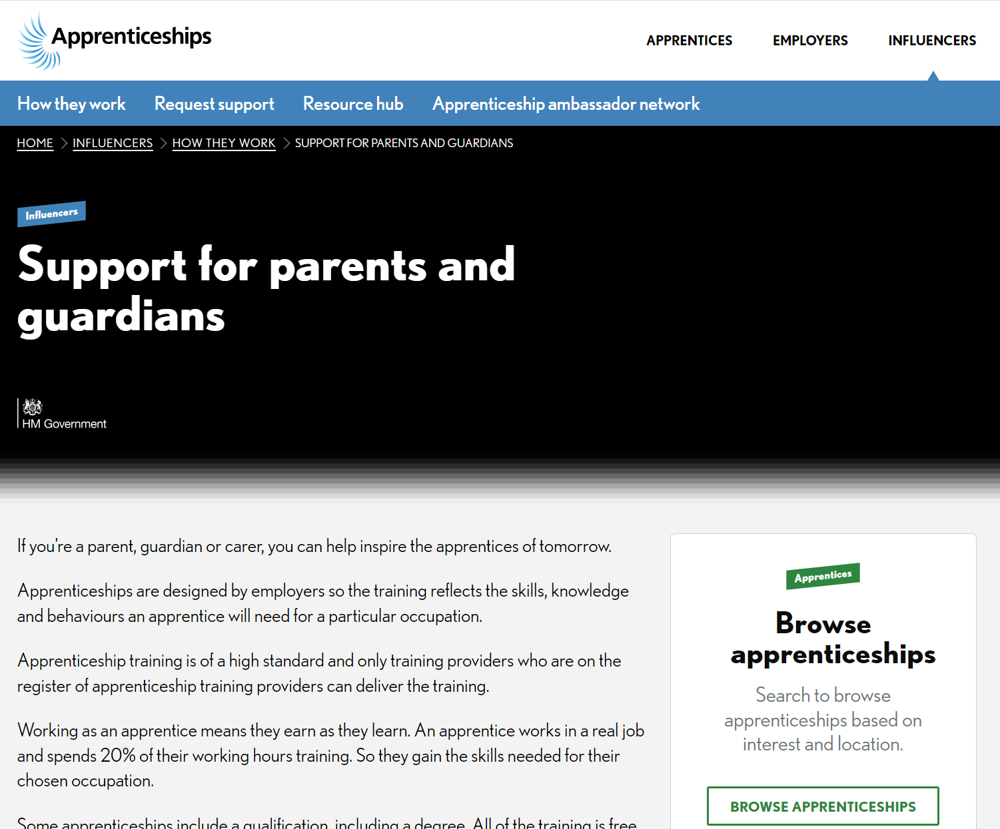 Apprenticeships
APPRENTICES
EMPLOYERS
INFLUENCERS
How they work
Request support
Resource hub
Apprenticeship ambassador network
HOME
INFLUENCERS
HOW THEY WORK
SUPPORT FOR PARENTS AND GUARDIANS
Influencers
Support for parents and
guardians
HM Government
If you’re a parent, guardian or carer, you can help inspire the apprentices of tomorrow.
Apprenticeships are designed by employers so the training reflects the skills, knowledge
and behaviours an apprentice will need for a particular occupation.
Apprenticeship training is of a high standard and only training providers who are on the
register of apprenticeship training providers can deliver the training.
Working as an apprentice means they earn as they learn. An apprentice works in a real job
and spends 20% of their working hours training. So they gain the skills needed for their
chosen occupation.
Some apprenticeships include a qualification, including a degree. All of the training is free
Apprentices
Browse
apprenticeships
Search to browse
apprenticeships based on
interest and location.
BROWSE APPRENTICESHIPS